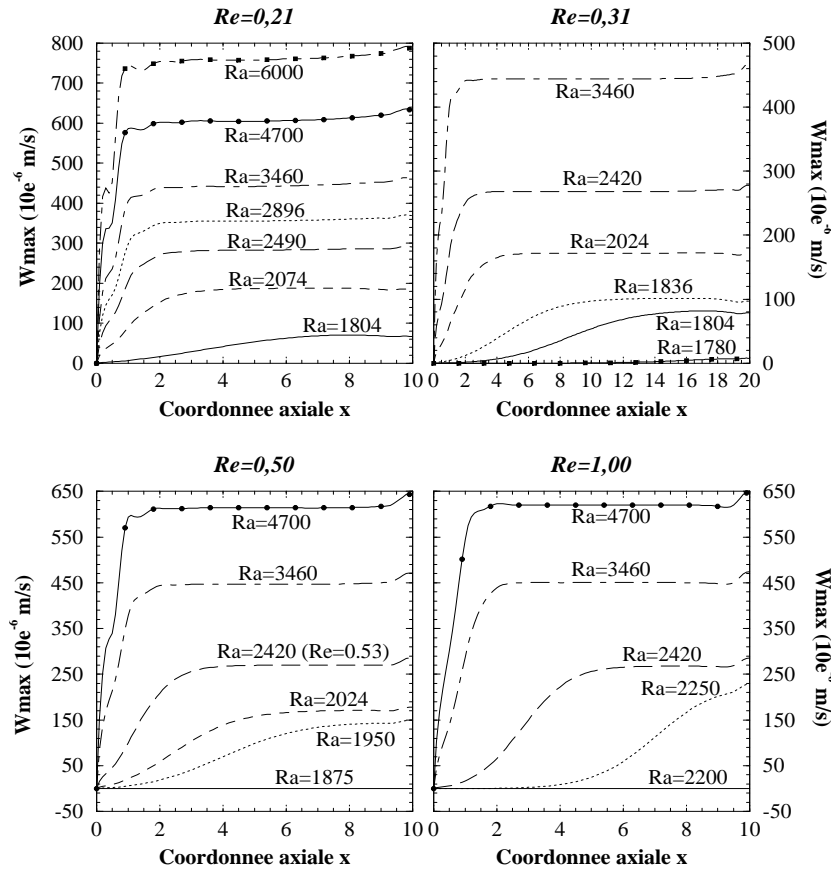 Re=0,21
Re=0,31
800
700
600
500
400
300
200
100
0
Wmax (10e⁻⁶ m/s)
Ra=6000
Ra=4700
Ra=3460
Ra=2896
Ra=2490
Ra=2074
Ra=1804
0 2 4 6 8 10
Coordonnee axiale x
Ra=3460
Ra=2420
Ra=2024
Ra=1836
Ra=1804
Ra=1780
500
400
300
200
100
0
Wmax (10e⁻⁶ m/s)
0 2 4 6 8 10 12 14 16 18 20
Coordonnee axiale x
Re=0,50
Re=1,00
650
550
450
350
250
150
50
-50
Wmax (10e⁻⁶ m/s)
Ra=4700
Ra=3460
Ra=2420 (Re=0.53)
Ra=2024
Ra=1950
Ra=1875
0 2 4 6 8 10
Coordonnee axiale x
Ra=4700
Ra=3460
Ra=2420
Ra=2250
Ra=2200
650
550
450
350
250
150
50
-50
Wmax (10e⁻⁶ m/s)
0 2 4 6 8 10
Coordonnee axiale x